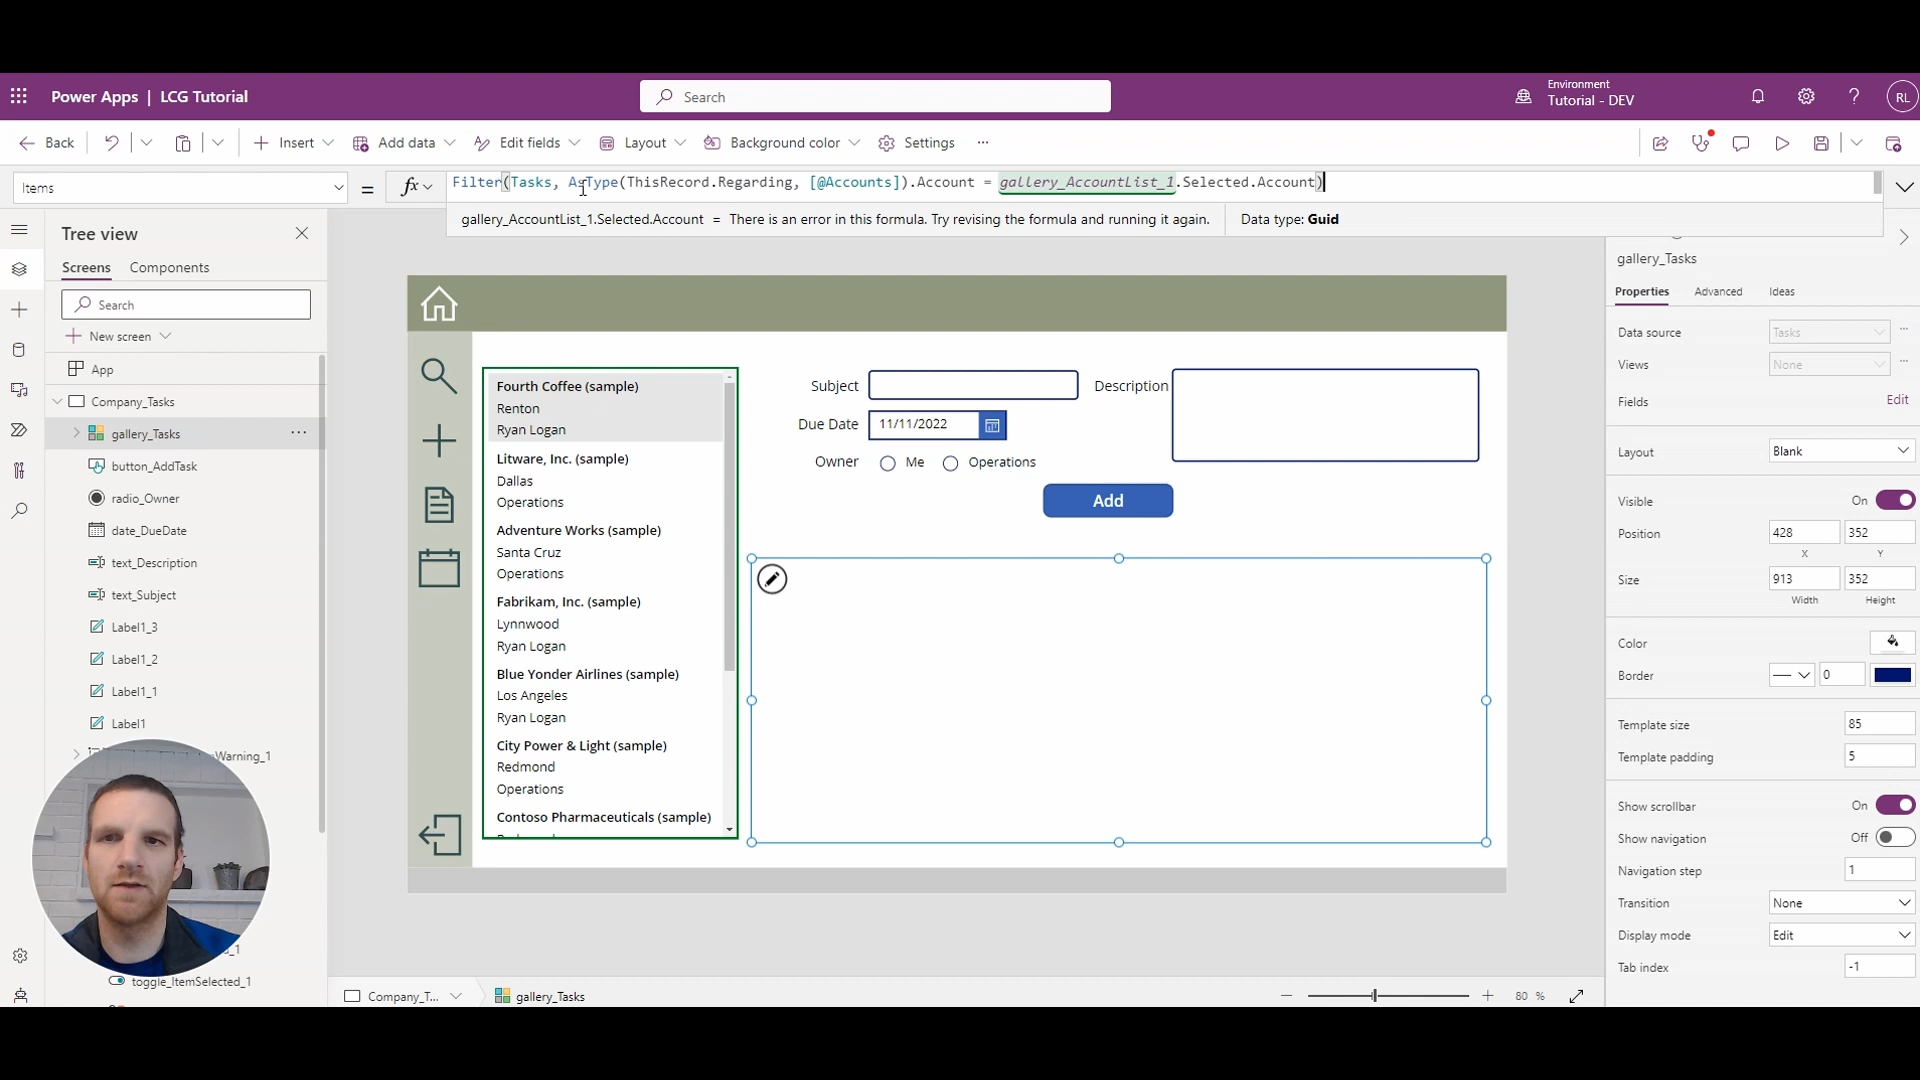 Power Apps | LCG Tutorial
Search
Environment
Tutorial - DEV
RL
Back
Insert
Add data
Edit fields
Layout
Background color
Settings
Items
=
fx
Filter(Tasks, AsType(ThisRecord.Regarding, [@Accounts]).Account = gallery_AccountList_1.Selected.Account)
gallery_AccountList_1.Selected.Account = There is an error in this formula. Try revising the formula and running it again.
Data type: Guid
Tree view
Screens
Components
Search
New screen
App
Company_Tasks
gallery_Tasks
button_AddTask
radio_Owner
date_DueDate
text_Description
text_Subject
Label1_3
Label1_2
Label1_1
Label1
Warning_1
toggle_ItemSelected_1
Fourth Coffee (sample)
Renton
Ryan Logan
Litware, Inc. (sample)
Dallas
Operations
Adventure Works (sample)
Santa Cruz
Operations
Fabrikam, Inc. (sample)
Lynnwood
Ryan Logan
Blue Yonder Airlines (sample)
Los Angeles
Ryan Logan
City Power & Light (sample)
Redmond
Operations
Contoso Pharmaceuticals (sample)
Subject
Description
Due Date
11/11/2022
Owner
Me
Operations
Add
gallery_Tasks
Properties
Advanced
Ideas
Data source
Tasks
Views
None
Fields
Edit
Layout
Blank
Visible
On
Position
428
352
X
Y
Size
913
352
Width
Height
Color
Border
0
Template size
85
Template padding
5
Show scrollbar
On
Show navigation
Off
Navigation step
1
Transition
None
Display mode
Edit
Tab index
-1
Company_T...
gallery_Tasks
80 %